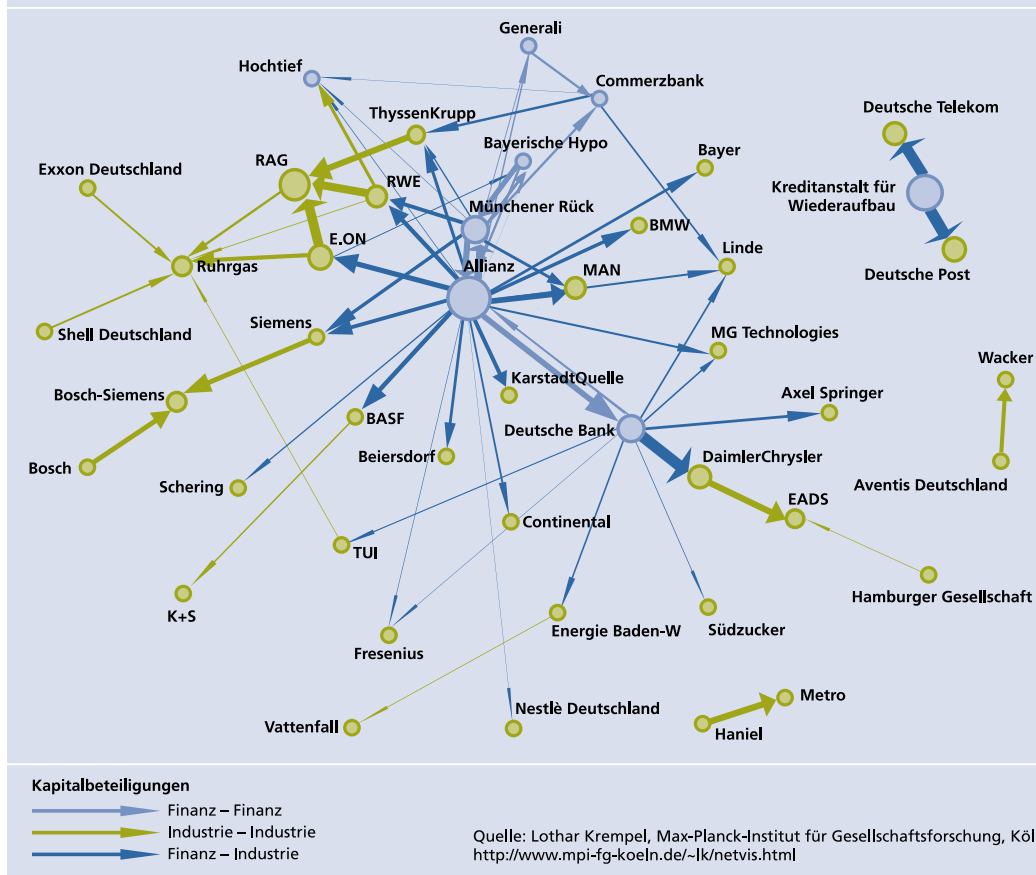 Generali
Hochtief
Commerzbank
ThyssenKrupp
Deutsche Telekom
Bayerische Hypo
Bayer
Exxon Deutschland
RAG
RWE
Kreditanstalt für
Wiederaufbau
Münchener Rück
BMW
E.ON
Linde
Ruhrgas
Allianz
MAN
Deutsche Post
Siemens
Shell Deutschland
MG Technologies
Wacker
Bosch-Siemens
KarstadtQuelle
Axel Springer
BASF
Deutsche Bank
Bosch
Beiersdorf
DaimlerChrysler
Schering
Aventis Deutschland
EADS
Continental
TUI
Hamburger Gesellschaft
K+S
Energie Baden-W
Südzucker
Fresenius
Metro
Nestlè Deutschland
Vattenfall
Haniel
Kapitalbeteiligungen
Finanz – Finanz
Industrie – Industrie
Finanz – Industrie
Quelle: Lothar Krempel, Max-Planck-Institut für Gesellschaftsforschung, Köl
http://www.mpi-fg-koeln.de/~lk/netvis.html